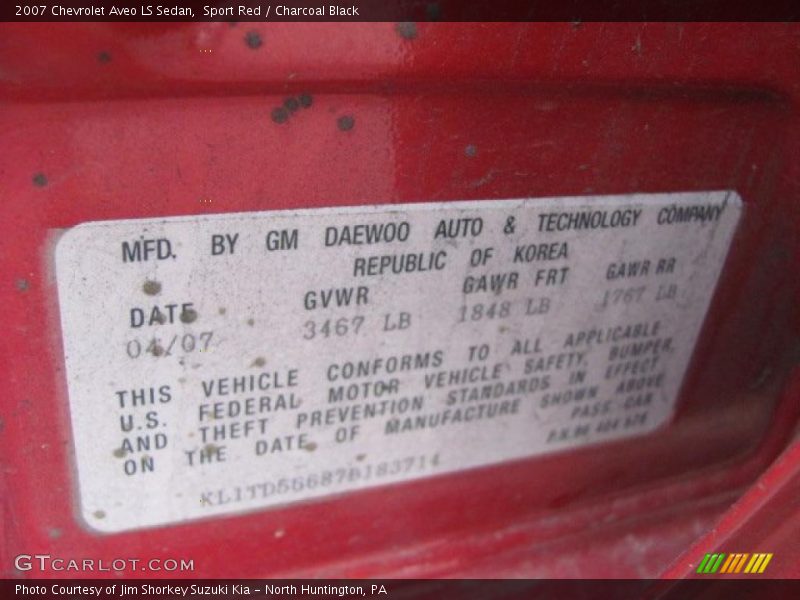 2007 Chevrolet Aveo LS Sedan, Sport Red / Charcoal Black
MFD. BY GM DAEWOO AUTO & TECHNOLOGY COMPANY
REPUBLIC OF KOREA
DATE GVWR GAWR FRT GAWR RR
04/07 3467 LB 1848 LB 1767 LB
THIS VEHICLE CONFORMS TO ALL APPLICABLE
U.S. FEDERAL MOTOR VEHICLE SAFETY, BUMPER,
AND THEFT PREVENTION STANDARDS IN EFFECT
ON THE DATE OF MANUFACTURE SHOWN ABOVE
PASS CAR
P.N.96
KL1TD66687B183714
GTCARLOT.COM
Photo Courtesy of Jim Shorkey Suzuki Kia – North Huntington, PA